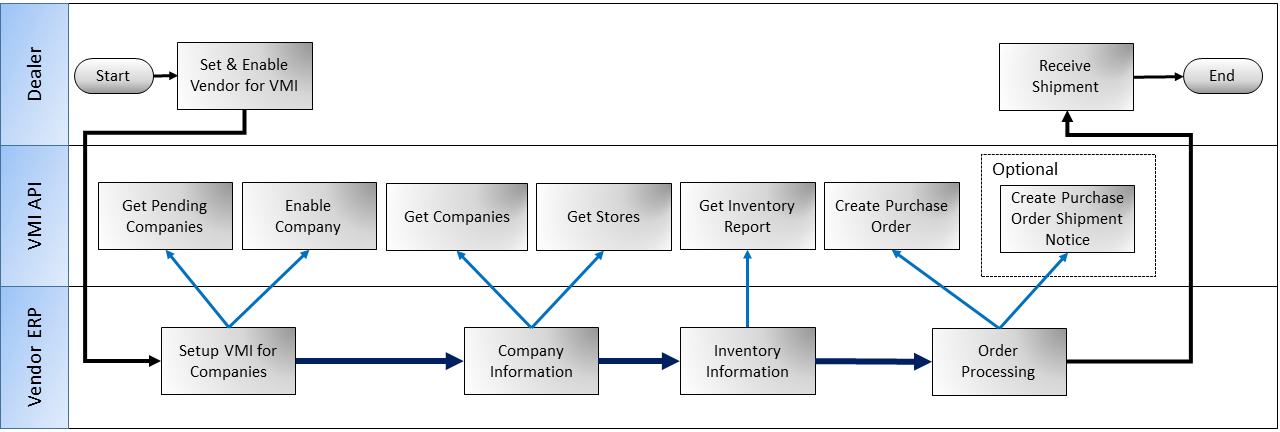 Dealer
Start
Set & Enable
Vendor for VMI
Receive
Shipment
End
VMI API
Get Pending
Companies
Enable
Company
Get Companies
Get Stores
Get Inventory
Report
Create Purchase
Order
Optional
Create Purchase
Order Shipment
Notice
Vendor ERP
Setup VMI for
Companies
Company
Information
Inventory
Information
Order
Processing